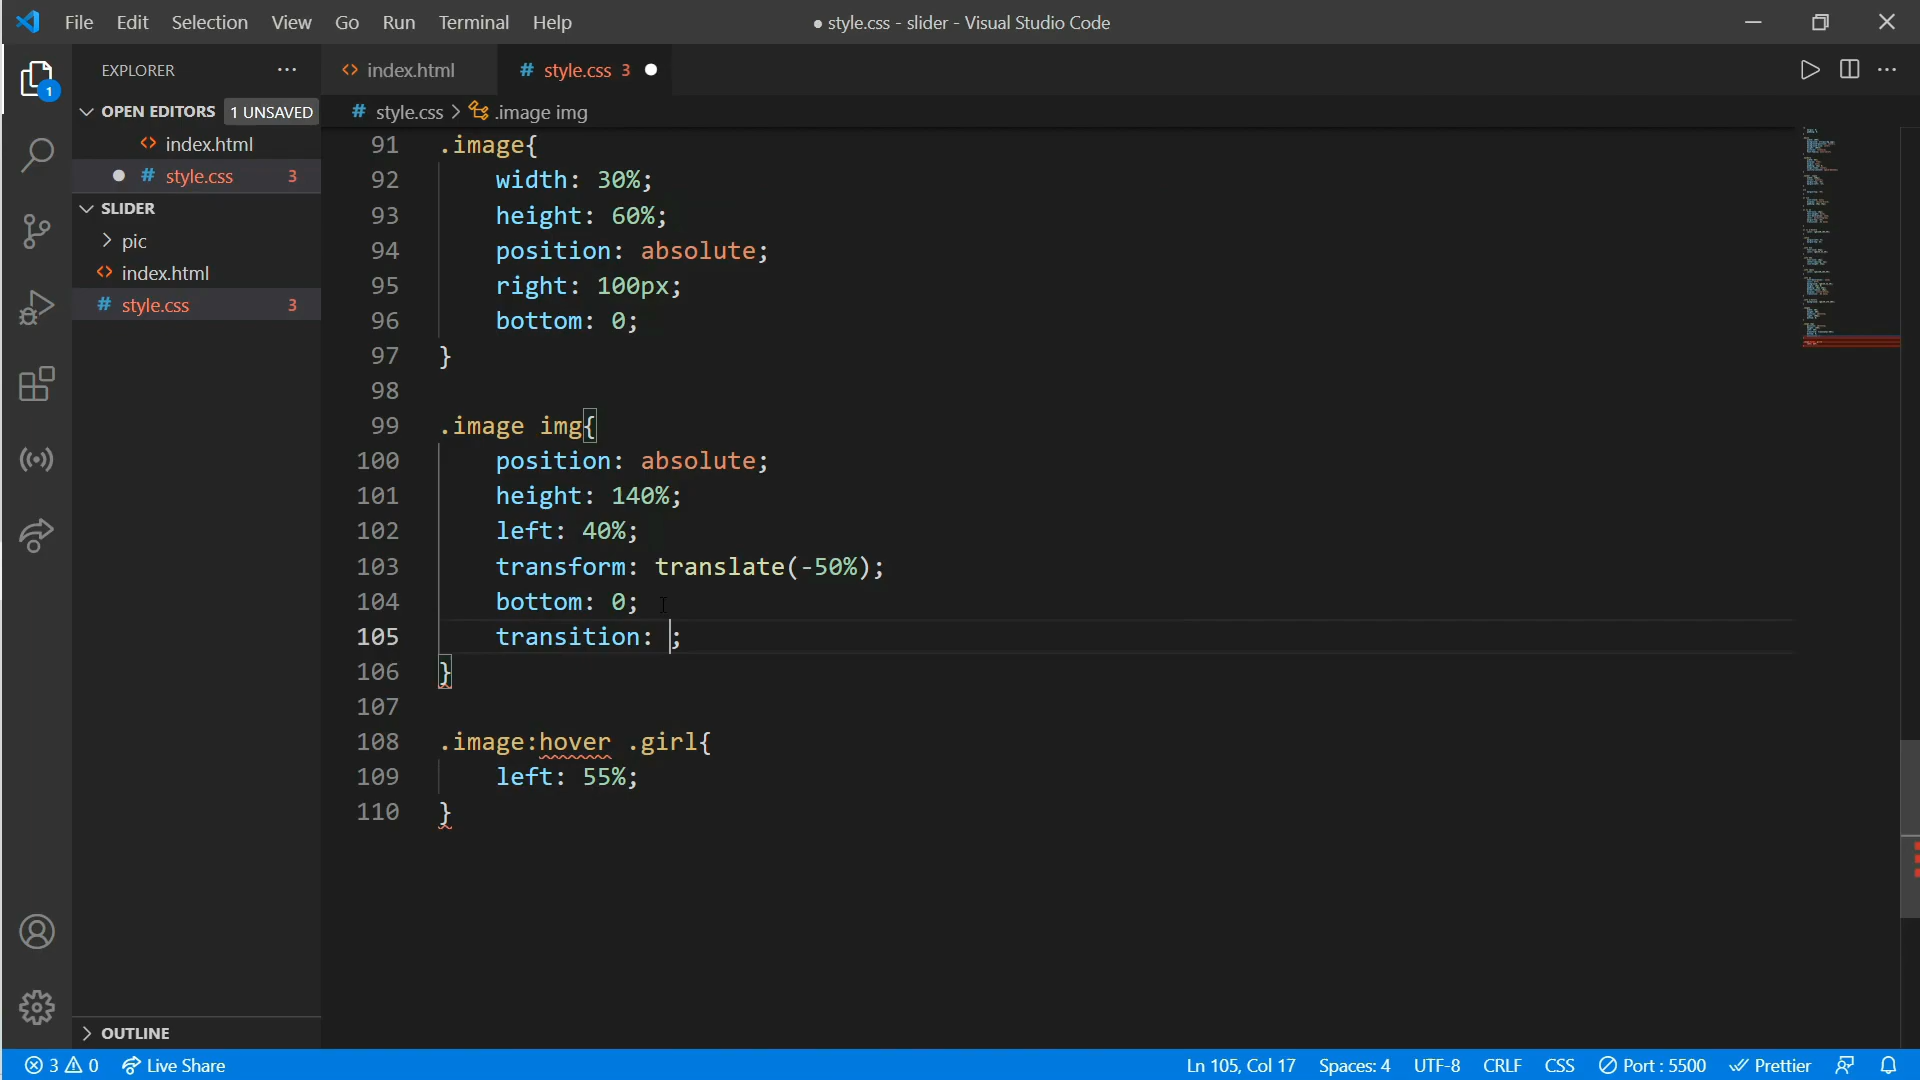 File Edit Selection View Go Run Terminal Help
● style.css - slider - Visual Studio Code
EXPLORER ···
index.html
# style.css 3 ●
OPEN EDITORS 1 UNSAVED
index.html
● # style.css 3
SLIDER
pic
index.html
# style.css 3
OUTLINE
1
# style.css > .image img
91 .image{
92 width: 30%;
93 height: 60%;
94 position: absolute;
95 right: 100px;
96 bottom: 0;
97 }
98
99 .image img{
100 position: absolute;
101 height: 140%;
102 left: 40%;
103 transform: translate(-50%);
104 bottom: 0;
105 transition: ;
106 }
107
108 .image:hover .girl{
109 left: 55%;
110 }
3 0 Live Share
Ln 105, Col 17 Spaces: 4 UTF-8 CRLF CSS Port : 5500 Prettier